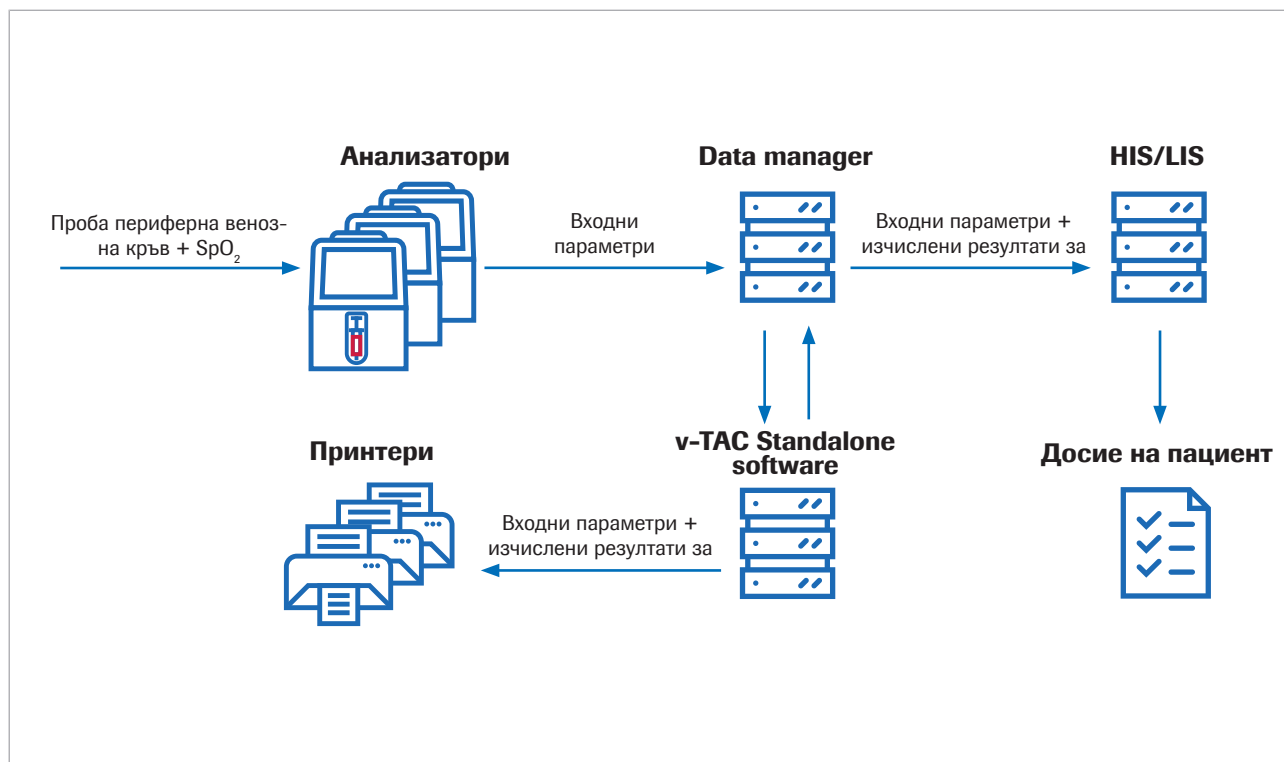 Анализатори
Data manager
HIS/LIS
Проба периферна веноз-
на кръв + SpO2
Входни
параметри
Входни параметри +
изчислени резултати за
Принтери
v-TAC Standalone
software
Досие на пациент
Входни параметри +
изчислени резултати за